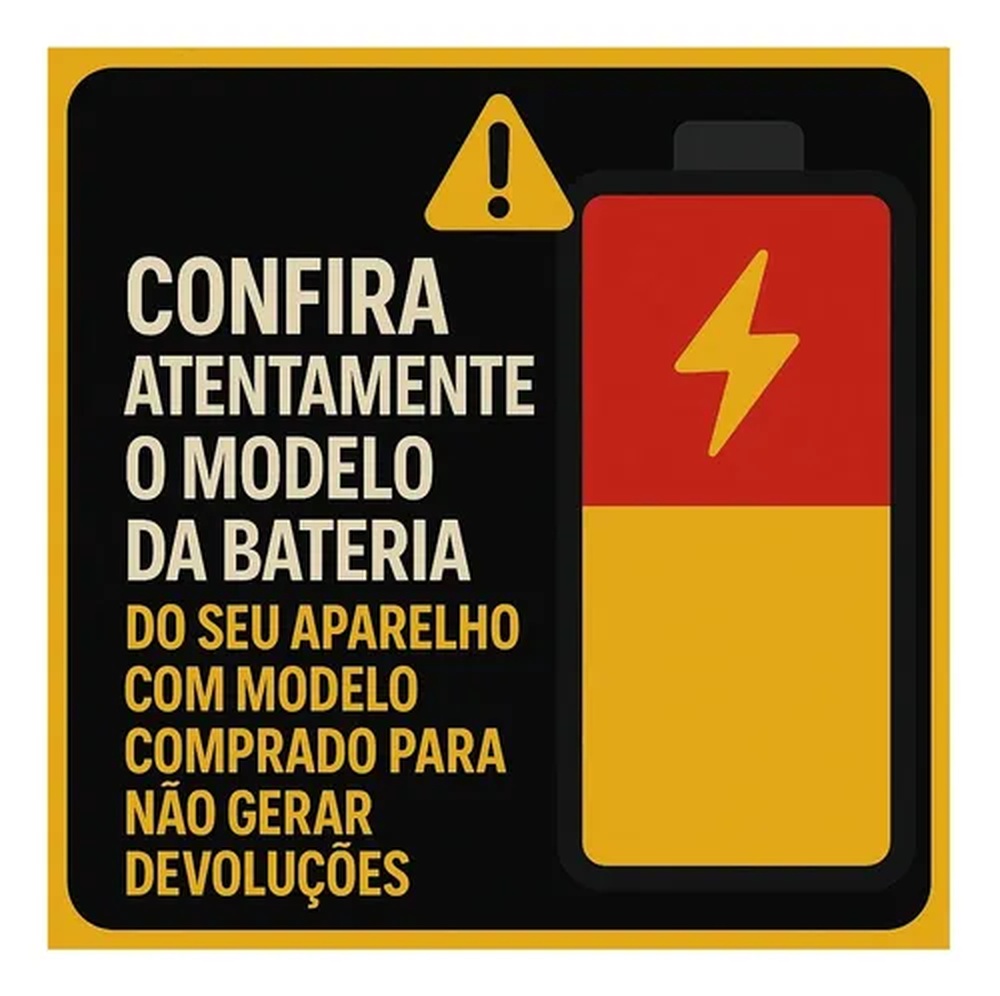 CONFIRA
ATENTAMENTE
O MODELO
DA BATERIA
DO SEU APARELHO
COM MODELO
COMPRADO PARA
NÃO GERAR
DEVOLUÇÕES